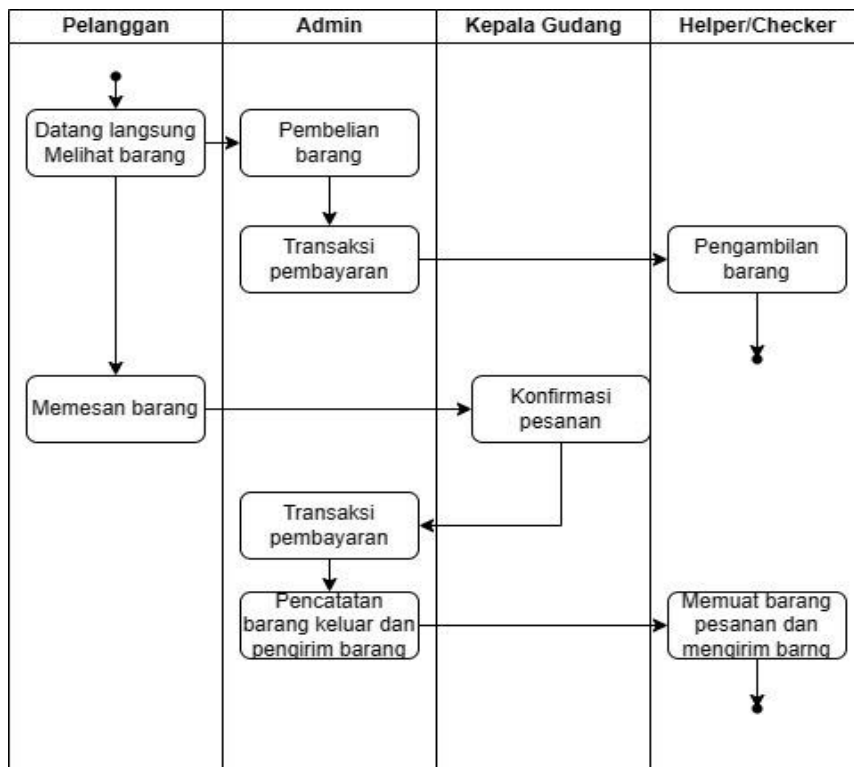 Pelanggan
Admin
Kepala Gudang
Helper/Checker
Datang langsung
Melihat barang
Pembelian
barang
Transaksi
pembayaran
Pengambilan
barang
Memesan barang
Konfirmasi
pesanan
Transaksi
pembayaran
Pencatatan
barang keluar dan
pengirim barang
Memuat barang
pesanan dan
mengirim barng